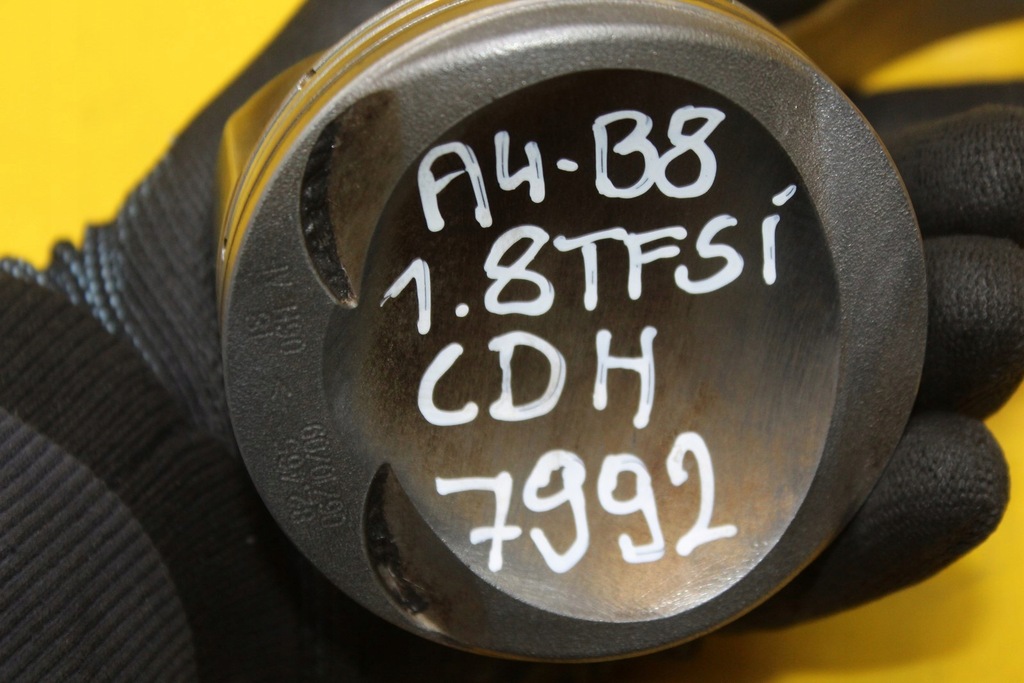 A4-B8
1.8TFSi
CDH
7992